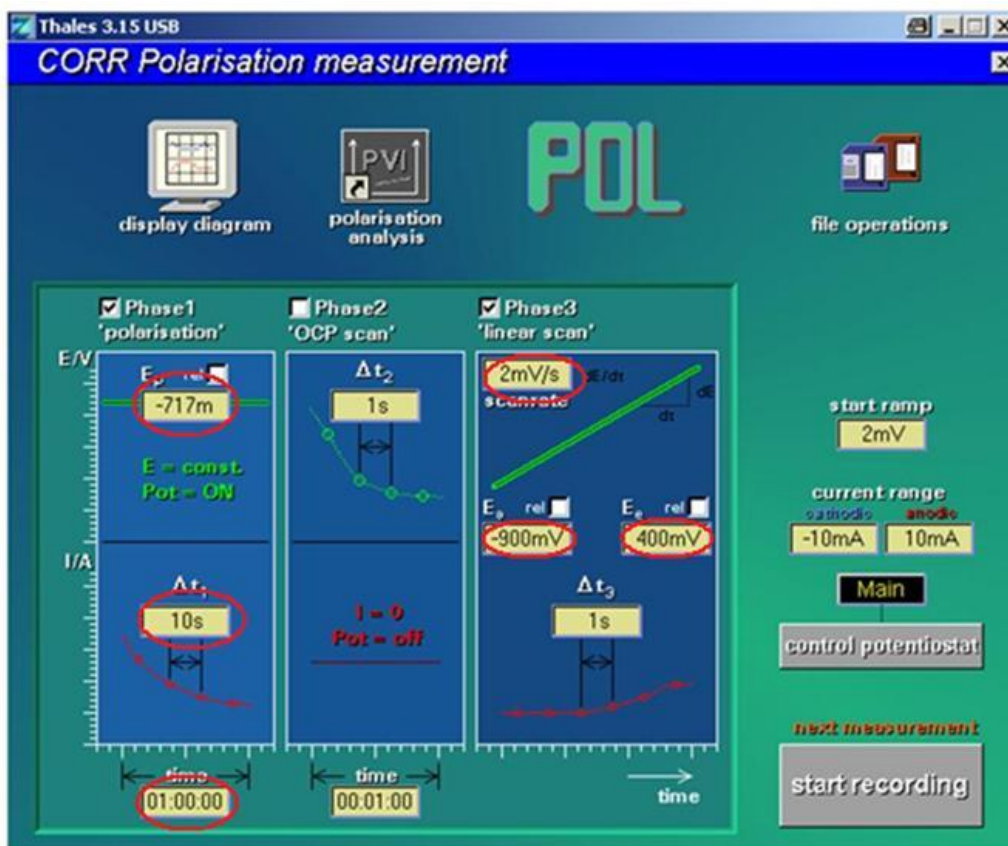 Thales 3.15 USB
CORR Polarisation measurement
PVI
POL
display diagram
polarisation
analysis
file operations
Phase1
'polarisation'
Phase2
'OCP scan'
Phase3
'linear scan'
E/V
Ep rel
-717m
E = const.
Pot = ON
I/A
Δt1
10s
time
01:00:00
Δt2
1s
I = 0
Pot = off
time
00:01:00
2mV/s
scanrate
dE/dt
dE
dt
rel
-900mV
Ee rel
400mV
Δt3
1s
time
start ramp
2mV
current range
cathodic anodic
-10mA 10mA
Main
control potentiostat
next measurement
start recording